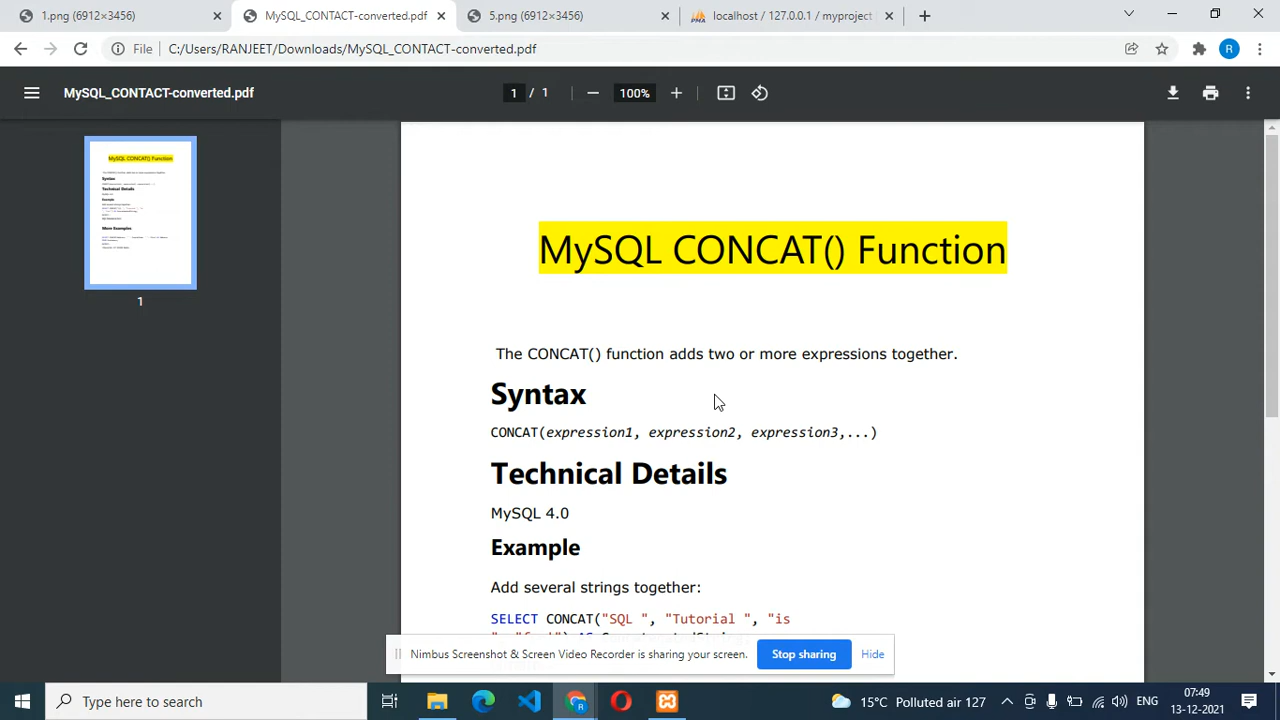 1.png (6912×3456)
MySQL_CONTACT-converted.pdf
5.png (6912×3456)
localhost / 127.0.0.1 / myproject
File
C:/Users/RANJEET/Downloads/MySQL_CONTACT-converted.pdf
R
MySQL_CONTACT-converted.pdf
1 / 1
100%
MySQL CONCAT() Function
1
MySQL CONCAT() Function
The CONCAT() function adds two or more expressions together.
Syntax
CONCAT(expression1, expression2, expression3,...)
Technical Details
MySQL 4.0
Example
Add several strings together:
SELECT CONCAT("SQL ", "Tutorial ", "is
Nimbus Screenshot & Screen Video Recorder is sharing your screen.
Stop sharing
Hide
Type here to search
15°C Polluted air 127
ENG
07:49
13-12-2021